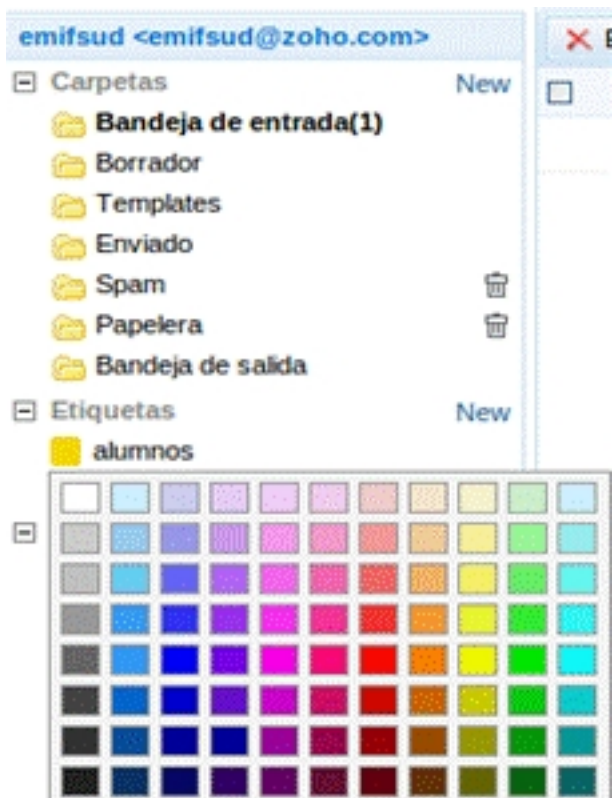 emifsud <emifsud@zoho.com>
Carpetas New
Bandeja de entrada(1)
Borrador
Templates
Enviado
Spam
Papelera
Bandeja de salida
Etiquetas New
alumnos